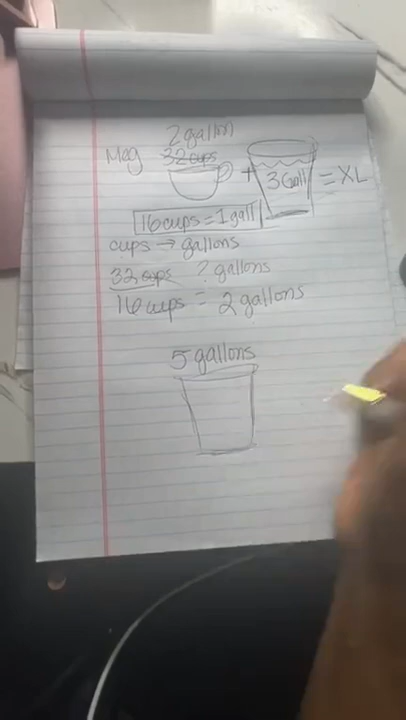 2 gallon
Meg 32 cups
+ 3 Gall = XL
16 cups = 1 gall
cups → gallons
32 cups ? gallons
16 cups = 2 gallons
5 gallons